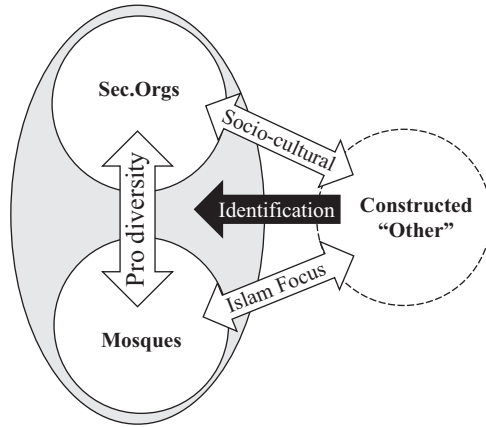 Sec.Orgs
Socio-cultural
Pro diversity
Identification
Constructed
“Other”
Islam Focus
Mosques